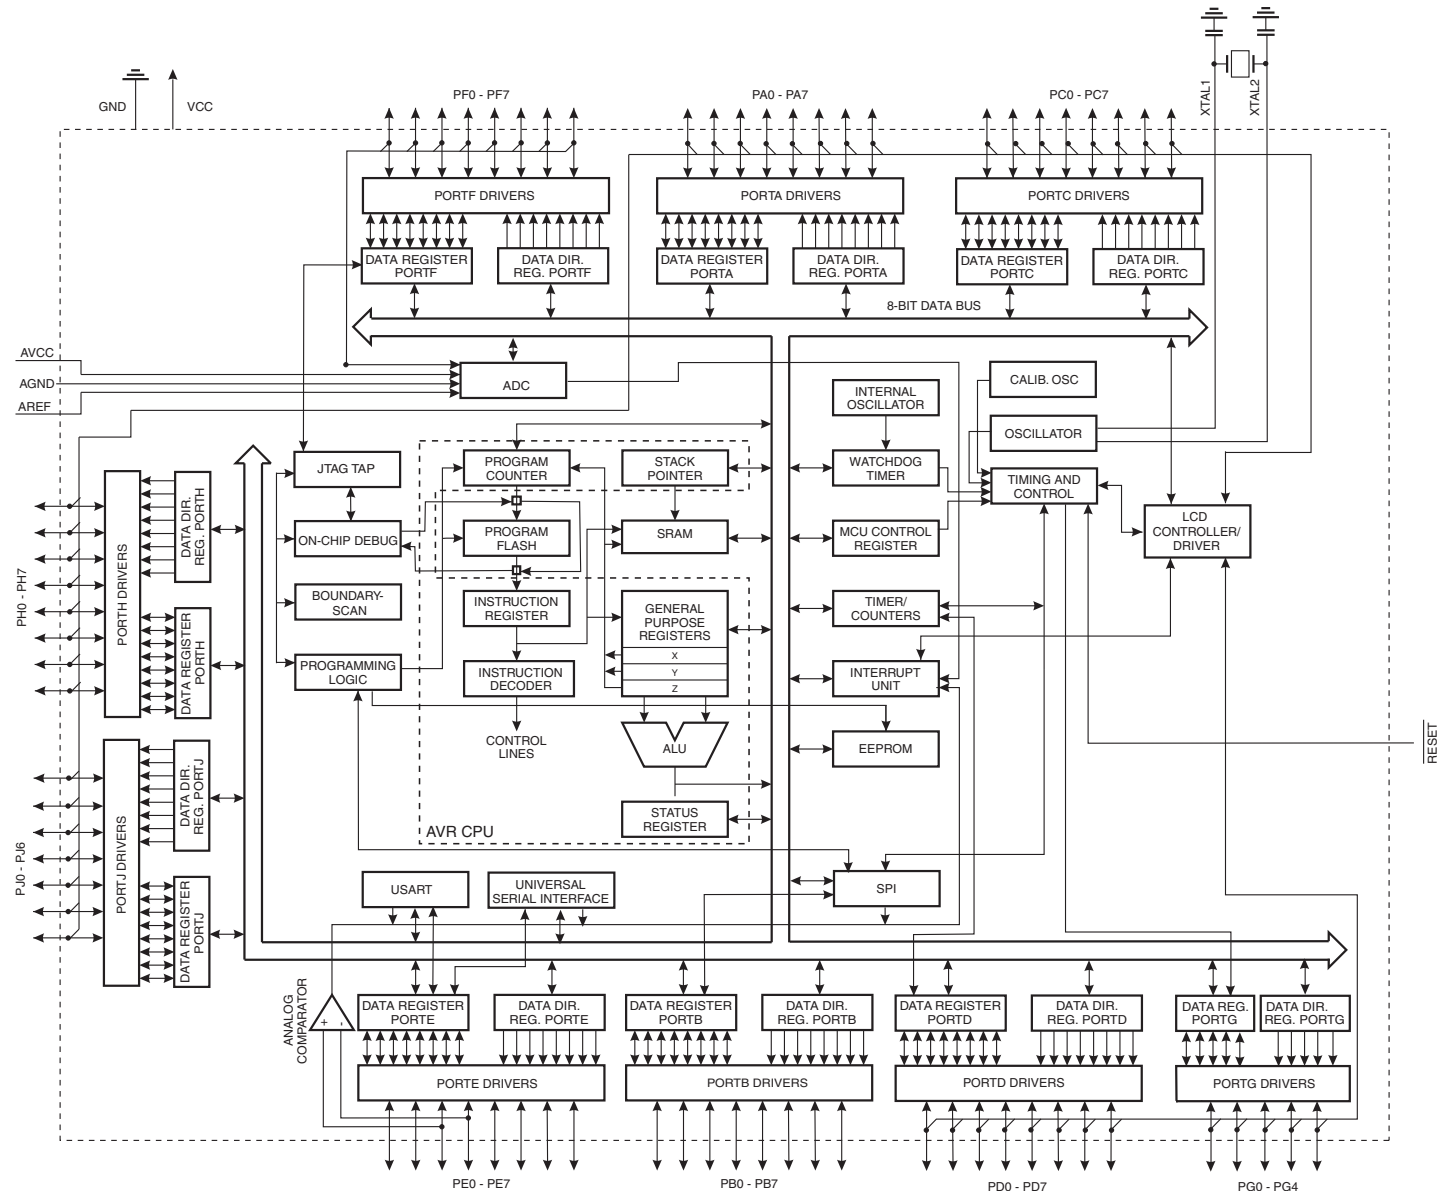 XTAL1
XTAL2
GND
VCC
PF0 - PF7
PA0 - PA7
PC0 - PC7
PORTF DRIVERS
PORTA DRIVERS
PORTC DRIVERS
DATA REGISTER
PORTF
DATA DIR.
REG. PORTF
DATA REGISTER
PORTA
DATA DIR.
REG. PORTA
DATA REGISTER
PORTC
DATA DIR.
REG. PORTC
8-BIT DATA BUS
AVCC
AGND
AREF
ADC
INTERNAL
OSCILLATOR
CALIB. OSC
OSCILLATOR
JTAG TAP
PROGRAM
COUNTER
STACK
POINTER
WATCHDOG
TIMER
TIMING AND
CONTROL
ON-CHIP DEBUG
PROGRAM
FLASH
SRAM
MCU CONTROL
REGISTER
LCD
CONTROLLER/
DRIVER
BOUNDARY-
SCAN
INSTRUCTION
REGISTER
GENERAL
PURPOSE
REGISTERS
X
Y
Z
TIMER/
COUNTERS
PROGRAMMING
LOGIC
INSTRUCTION
DECODER
INTERRUPT
UNIT
CONTROL
LINES
ALU
EEPROM
RESET
STATUS
REGISTER
AVR CPU
PH0 - PH7
PORTH DRIVERS
DATA DIR.
REG. PORTH
DATA REGISTER
PORTH
PJ0 - PJ6
PORTJ DRIVERS
DATA DIR.
REG. PORTJ
DATA REGISTER
PORTJ
USART
UNIVERSAL
SERIAL INTERFACE
SPI
ANALOG
COMPARATOR
+
-
DATA REGISTER
PORTE
DATA DIR.
REG. PORTE
DATA REGISTER
PORTB
DATA DIR.
REG. PORTB
DATA REGISTER
PORTD
DATA DIR.
REG. PORTD
DATA REG.
PORTG
DATA DIR.
REG. PORTG
PORTE DRIVERS
PORTB DRIVERS
PORTD DRIVERS
PORTG DRIVERS
PE0 - PE7
PB0 - PB7
PD0 - PD7
PG0 - PG4